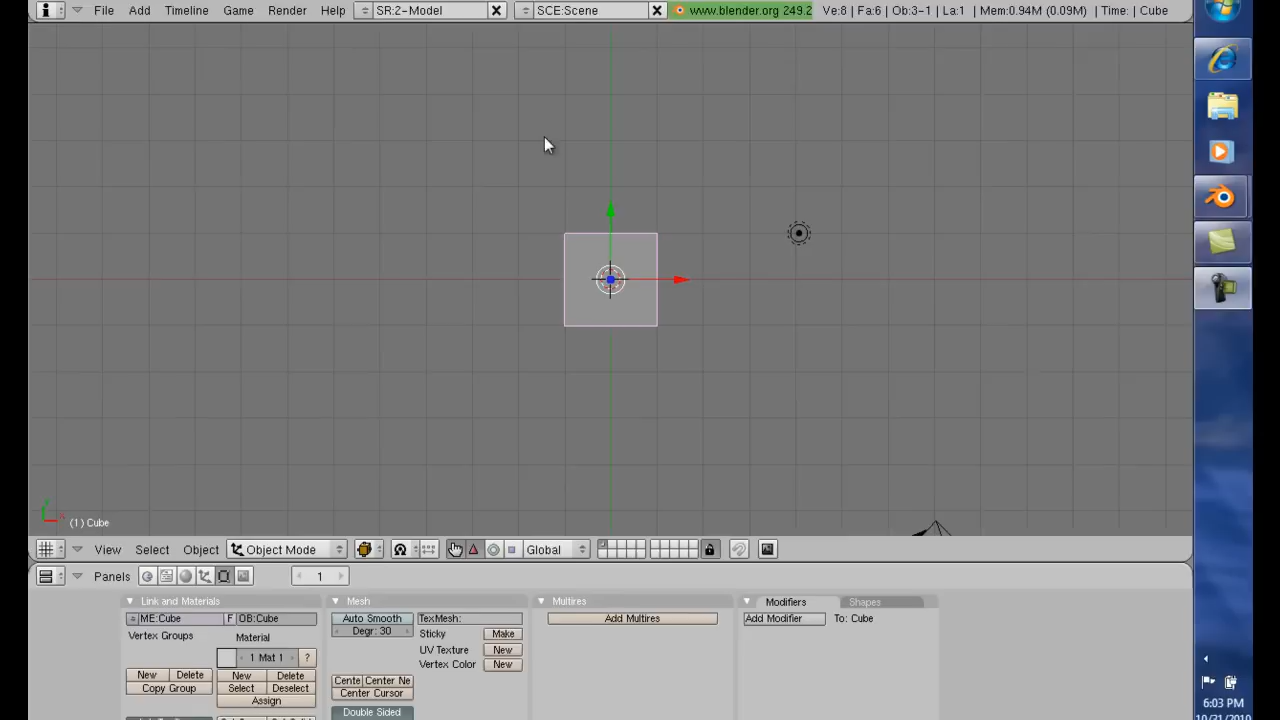 File Add Timeline Game Render Help SR:2-Model SCE:Scene www.blender.org 249.2 Ve:8 | Fa:6 | Ob:3-1 | La:1 | Mem:0.94M (0.09M) | Time: | Cube
(1) Cube
View Select Object Object Mode Global
Panels 1
Link and Materials Mesh Multires Modifiers Shapes
ME:Cube F OB:Cube Auto Smooth TexMesh: Add Multires Add Modifier To: Cube
Degr: 30
Vertex Groups Material Sticky Make
UV Texture New
1 Mat 1 ? Vertex Color New
New Delete New Delete Cente Center Ne
Copy Group Select Deselect Center Cursor
Assign
Double Sided
6:03 PM
10/31/2010